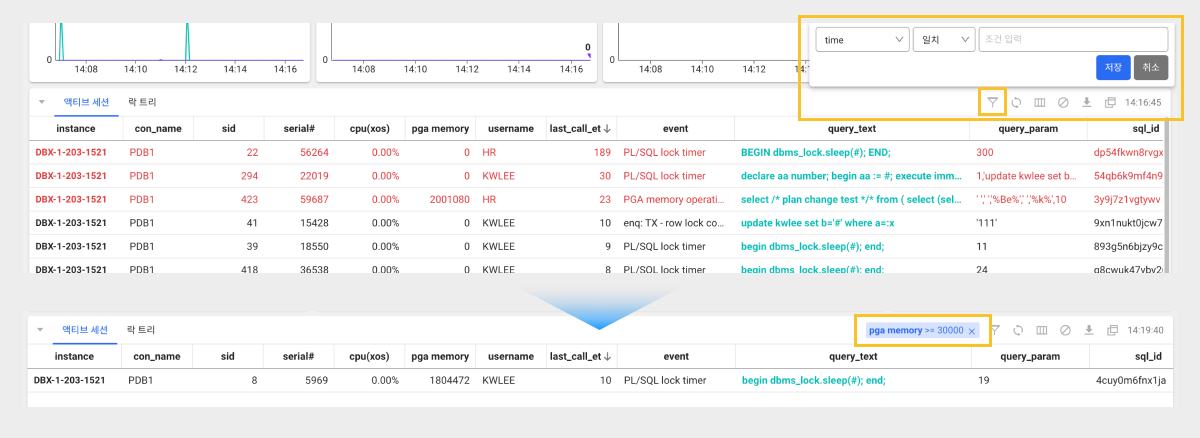 0 14:08 14:10 14:12 14:14 14:16
0 14:08 14:10 14:12 14:14 14:16 0
0 14:08 14:10 14:12 14:1
time 일치 조건 입력
저장 취소
액티브 세션 락 트리 14:16:45
instance con_name sid serial# cpu(xos) pga memory username last_call_et event query_text query_param sql_id
DBX-1-203-1521 PDB1 22 56264 0.00% 0 HR 189 PL/SQL lock timer BEGIN dbms_lock.sleep(#); END; 300 dp54fkwn8rvgx
DBX-1-203-1521 PDB1 294 22019 0.00% 0 KWLEE 30 PL/SQL lock timer declare aa number; begin aa := #; execute imm... 1,'update kwlee set b... 54qb6k9mf4n9
DBX-1-203-1521 PDB1 423 59687 0.00% 2001080 HR 23 PGA memory operati... select /* plan change test */* from ( select (sel... ' ',' ','%Be%',' ','%k%',10 3y9j7z1vgtywv
DBX-1-203-1521 PDB1 41 15428 0.00% 0 KWLEE 10 enq: TX - row lock co... update kwlee set b='#' where a=:x '111' 9xn1nukt0jcw7
DBX-1-203-1521 PDB1 39 18550 0.00% 0 KWLEE 9 PL/SQL lock timer begin dbms_lock.sleep(#); end; 11 893g5n6bjzy9c
DBX-1-203-1521 PDB1 418 36538 0.00% 0 KWLEE 8 PL/SQL lock timer begin dbms_lock.sleep(#); end; 24
액티브 세션 락 트리 pga memory >= 30000 × 14:19:40
instance con_name sid serial# cpu(xos) pga memory username last_call_et event query_text query_param sql_id
DBX-1-203-1521 PDB1 8 5969 0.00% 1804472 KWLEE 10 PL/SQL lock timer begin dbms_lock.sleep(#); end; 19 4cuy0m6fnx1ja